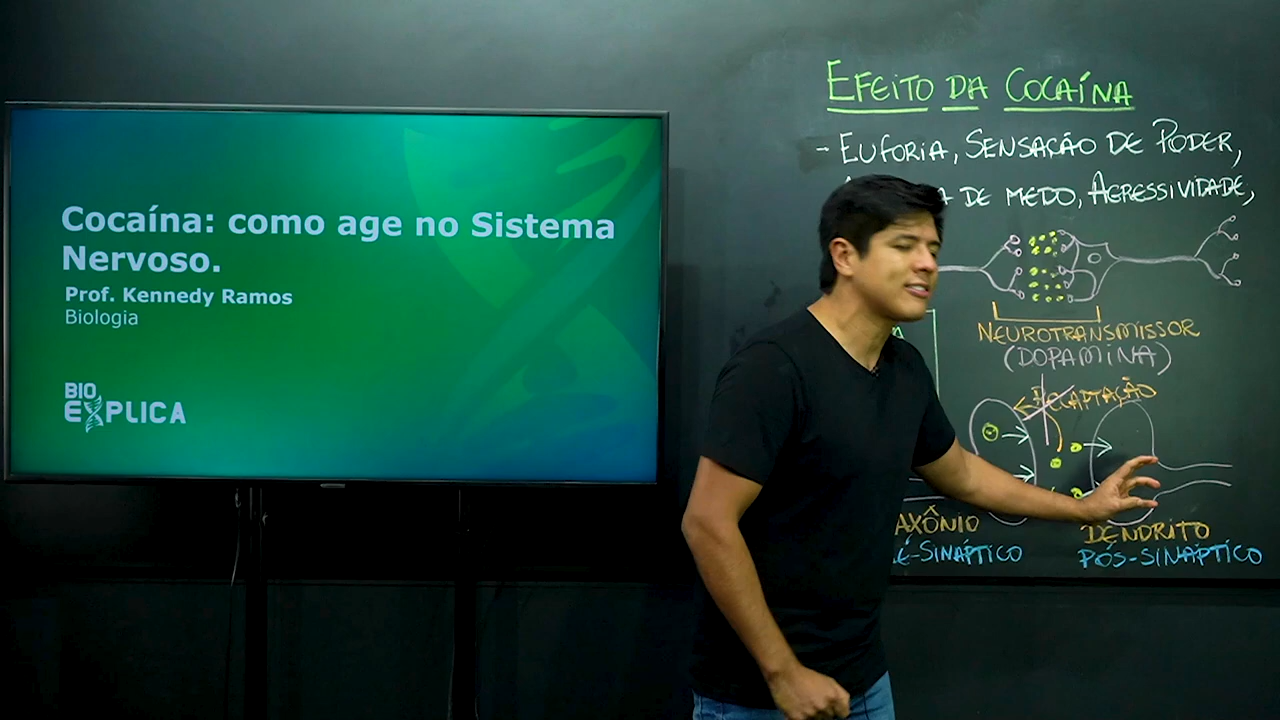 Cocaína: como age no Sistema
Nervoso.
Prof. Kennedy Ramos
Biologia
BIO
EXPLICA
EFEITO DA COCAÍNA
- EUFORIA, SENSAÇÃO DE PODER,
DE MEDO, AGRESSIVIDADE,
NEUROTRANSMISSOR
(DOPAMINA)
RECAPTAÇÃO
AXÔNIO
DENDRITO
É-SINÁPTICO
PÓS-SINÁPTICO